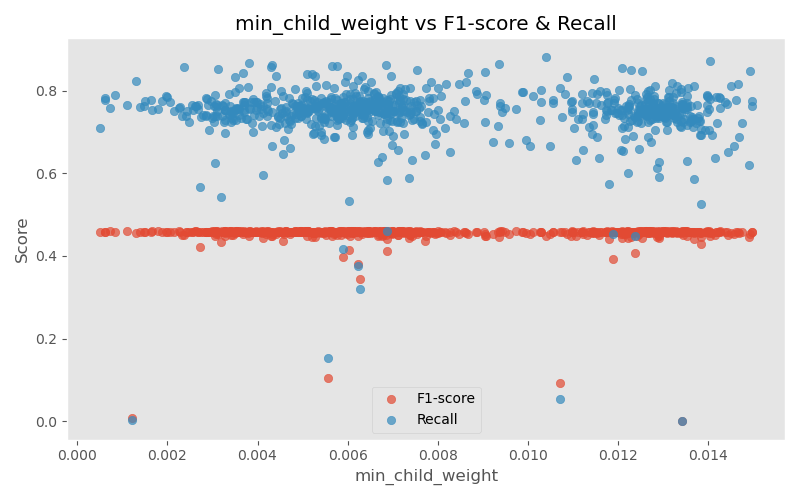 min_child_weight vs F1-score & Recall
Score
0.8
0.6
0.4
0.2
0.0
F1-score
Recall
0.000 0.002 0.004 0.006 0.008 0.010 0.012 0.014
min_child_weight